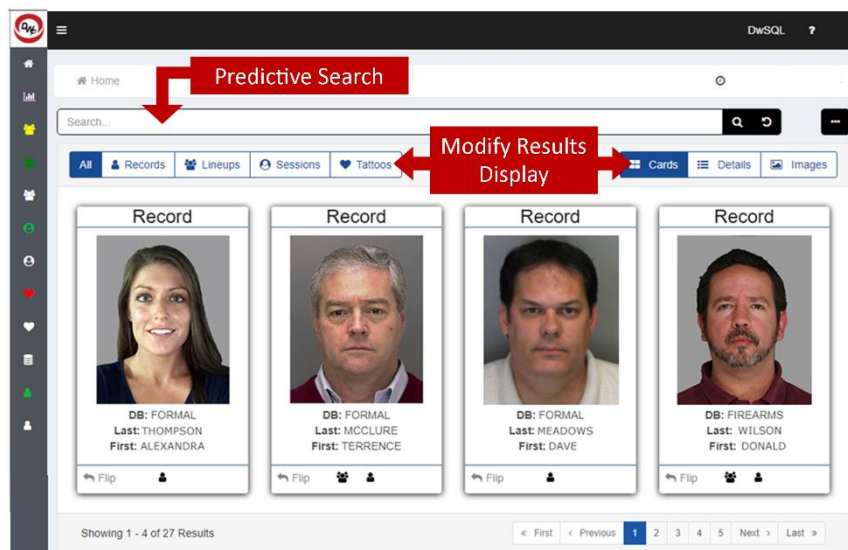 DWS
DwSQL ?
Home
Predictive Search
Search...
Modify Results
Display
All Records Lineups Sessions Tattoos
Cards Details Images
Record Record Record Record
DB: FORMAL DB: FORMAL DB: FORMAL DB: FIREARMS
Last: THOMPSON Last: MCCLURE Last: MEADOWS Last: WILSON
First: ALEXANDRA First: TERRENCE First: DAVE First: DONALD
Flip Flip Flip Flip
Showing 1 - 4 of 27 Results « First < Previous 1 2 3 4 5 Next > Last »